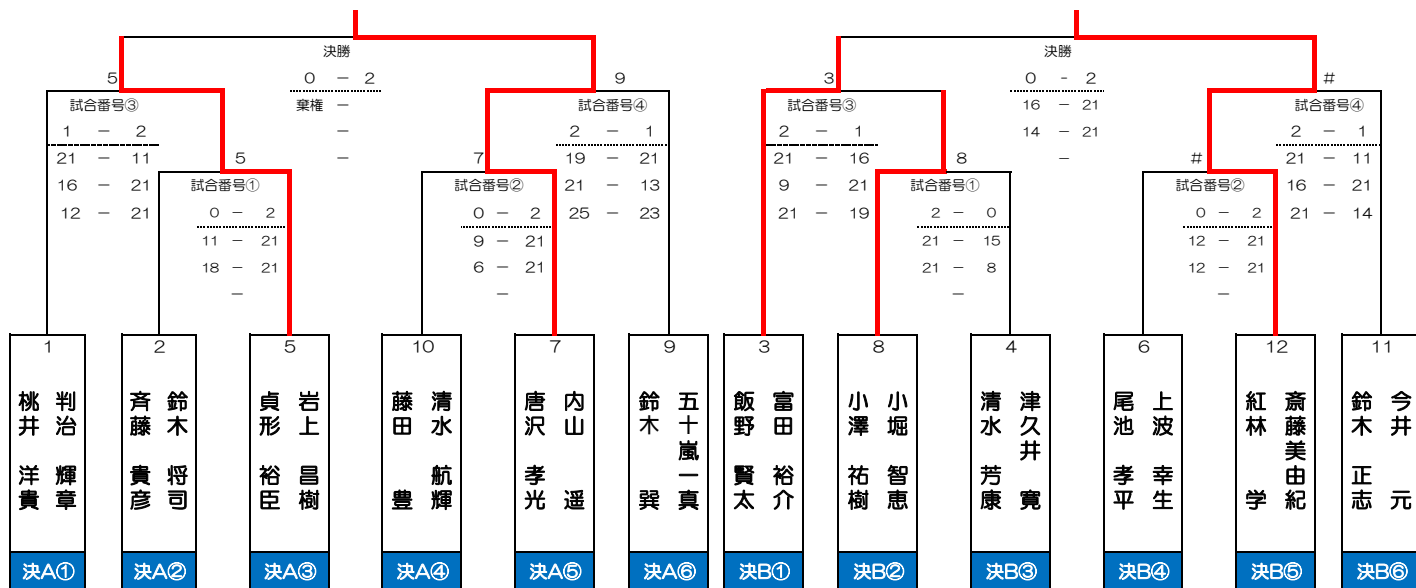 決勝
0 - 2
棄権 -
-
-
5
試合番号③
1 - 2
21 - 11
16 - 21
12 - 21
5
試合番号①
0 - 2
11 - 21
18 - 21
-
7
試合番号②
0 - 2
9 - 21
6 - 21
-
9
試合番号④
2 - 1
19 - 21
21 - 13
25 - 23
決勝
0 - 2
16 - 21
14 - 21
-
3
試合番号③
2 - 1
21 - 16
9 - 21
21 - 19
8
試合番号①
2 - 0
21 - 15
21 - 8
-
#
試合番号②
0 - 2
12 - 21
12 - 21
-
#
試合番号④
2 - 1
21 - 11
16 - 21
21 - 14
1
判治 輝章
桃井 洋貴
決A①
2
鈴木 将司
斉藤 貴彦
決A②
5
岩上 昌樹
貞形 裕臣
決A③
10
清水 航輝
藤田 豊
決A④
7
内山 遥
唐沢 孝光
決A⑤
9
五十嵐一真
鈴木 巽
決A⑥
3
富田 裕介
飯野 賢太
決B①
8
小堀 智恵
小澤 祐樹
決B②
4
津久井 寛
清水 芳康
決B③
6
上波 幸生
尾池 孝平
決B④
12
斎藤美由紀
紅林 学
決B⑤
11
今井 元
鈴木 正志
決B⑥